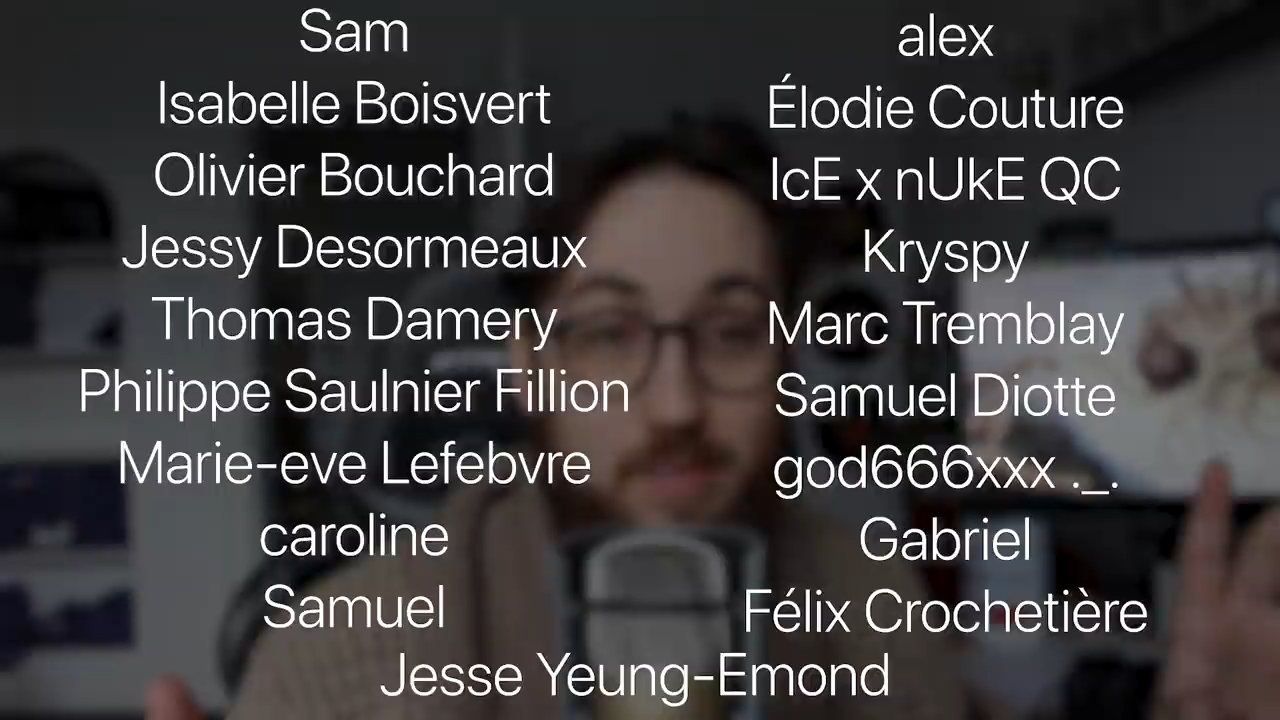 Sam
Isabelle Boisvert
Olivier Bouchard
Jessy Desormeaux
Thomas Damery
Philippe Saulnier Fillion
Marie-eve Lefebvre
caroline
Samuel
alex
Élodie Couture
IcE x nUkE QC
Kryspy
Marc Tremblay
Samuel Diotte
god666xxx ._.
Gabriel
Félix Crochetière
Jesse Yeung-Emond